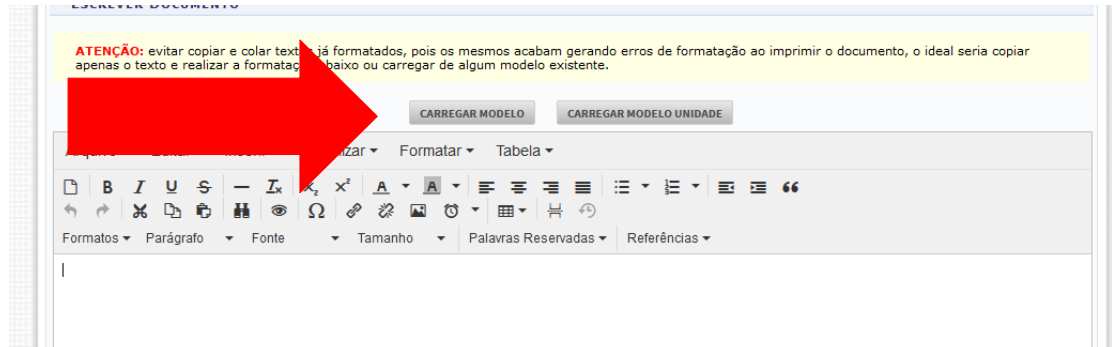 ESCREVER DOCUMENTO
ATENÇÃO: evitar copiar e colar textos já formatados, pois os mesmos acabam gerando erros de formatação ao imprimir o documento, o ideal seria copiar
apenas o texto e realizar a formatação abaixo ou carregar de algum modelo existente.
CARREGAR MODELO CARREGAR MODELO UNIDADE
Formatar Tabela
Formatos Parágrafo Fonte Tamanho Palavras Reservadas Referências